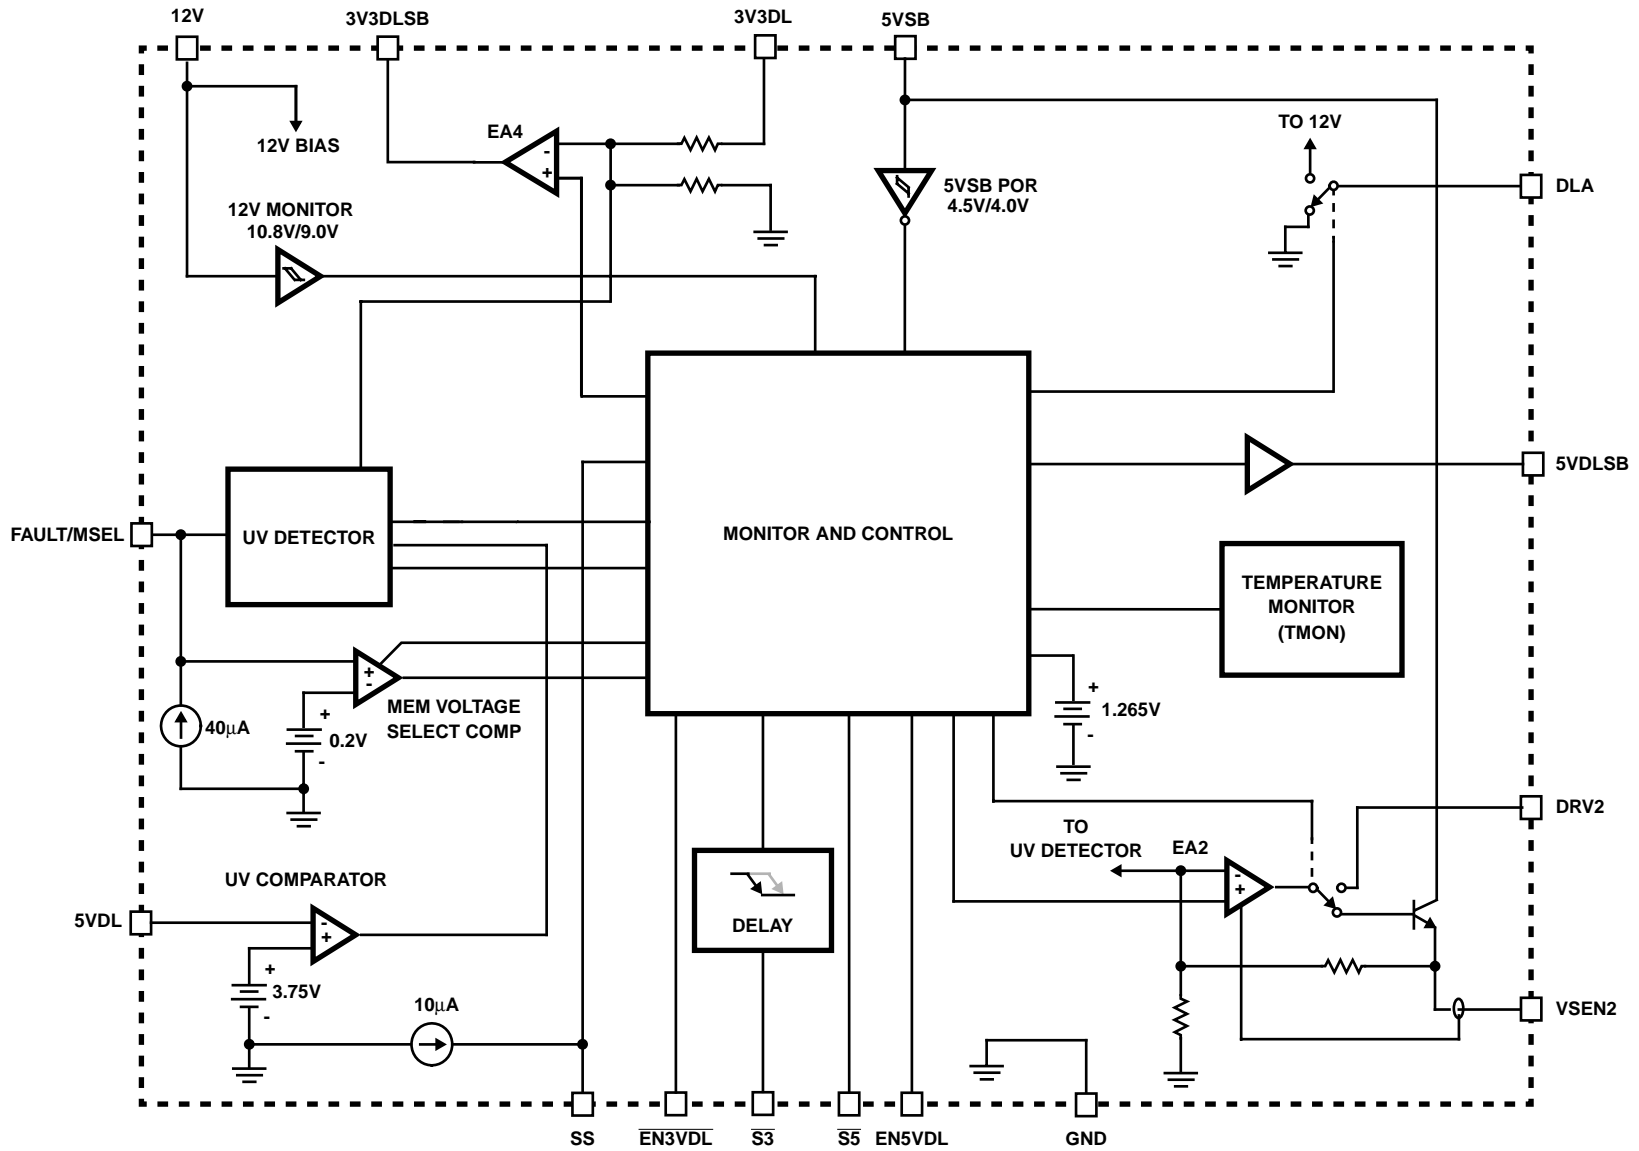 12V
3V3DLSB
3V3DL
5VSB
EA4
-
+
12V BIAS
TO 12V
5VSB POR
4.5V/4.0V
DLA
12V MONITOR
10.8V/9.0V
5VDLSB
FAULT/MSEL
UV DETECTOR
MONITOR AND CONTROL
TEMPERATURE
MONITOR
(TMON)
+
-
MEM VOLTAGE
SELECT COMP
40µA
+
0.2V
-
+
1.265V
-
DRV2
TO
UV DETECTOR
EA2
-
+
UV COMPARATOR
5VDL
-
+
DELAY
+
3.75V
-
10µA
VSEN2
SS
EN3VDL
S3
S5
EN5VDL
GND